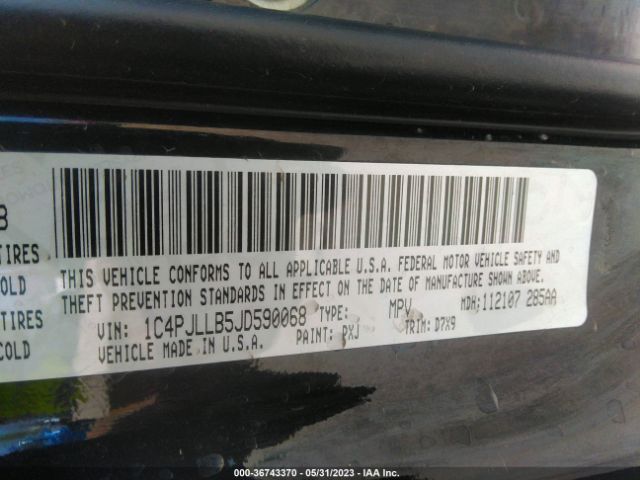 B
TIRES
COLD
TIRES
COLD
THIS VEHICLE CONFORMS TO ALL APPLICABLE U.S.A. FEDERAL MOTOR VEHICLE SAFETY AND
THEFT PREVENTION STANDARDS IN EFFECT ON THE DATE OF MANUFACTURE SHOWN ABOVE.
VIN: 1C4PJLLB5JD590068 TYPE: MPV MDH:112107 285AA
VEHICLE MADE IN U.S.A. PAINT: PXJ TRIM: D7X9
© COPYRIGHT - 36743370 - 05/31/2023 - IAA Inc.